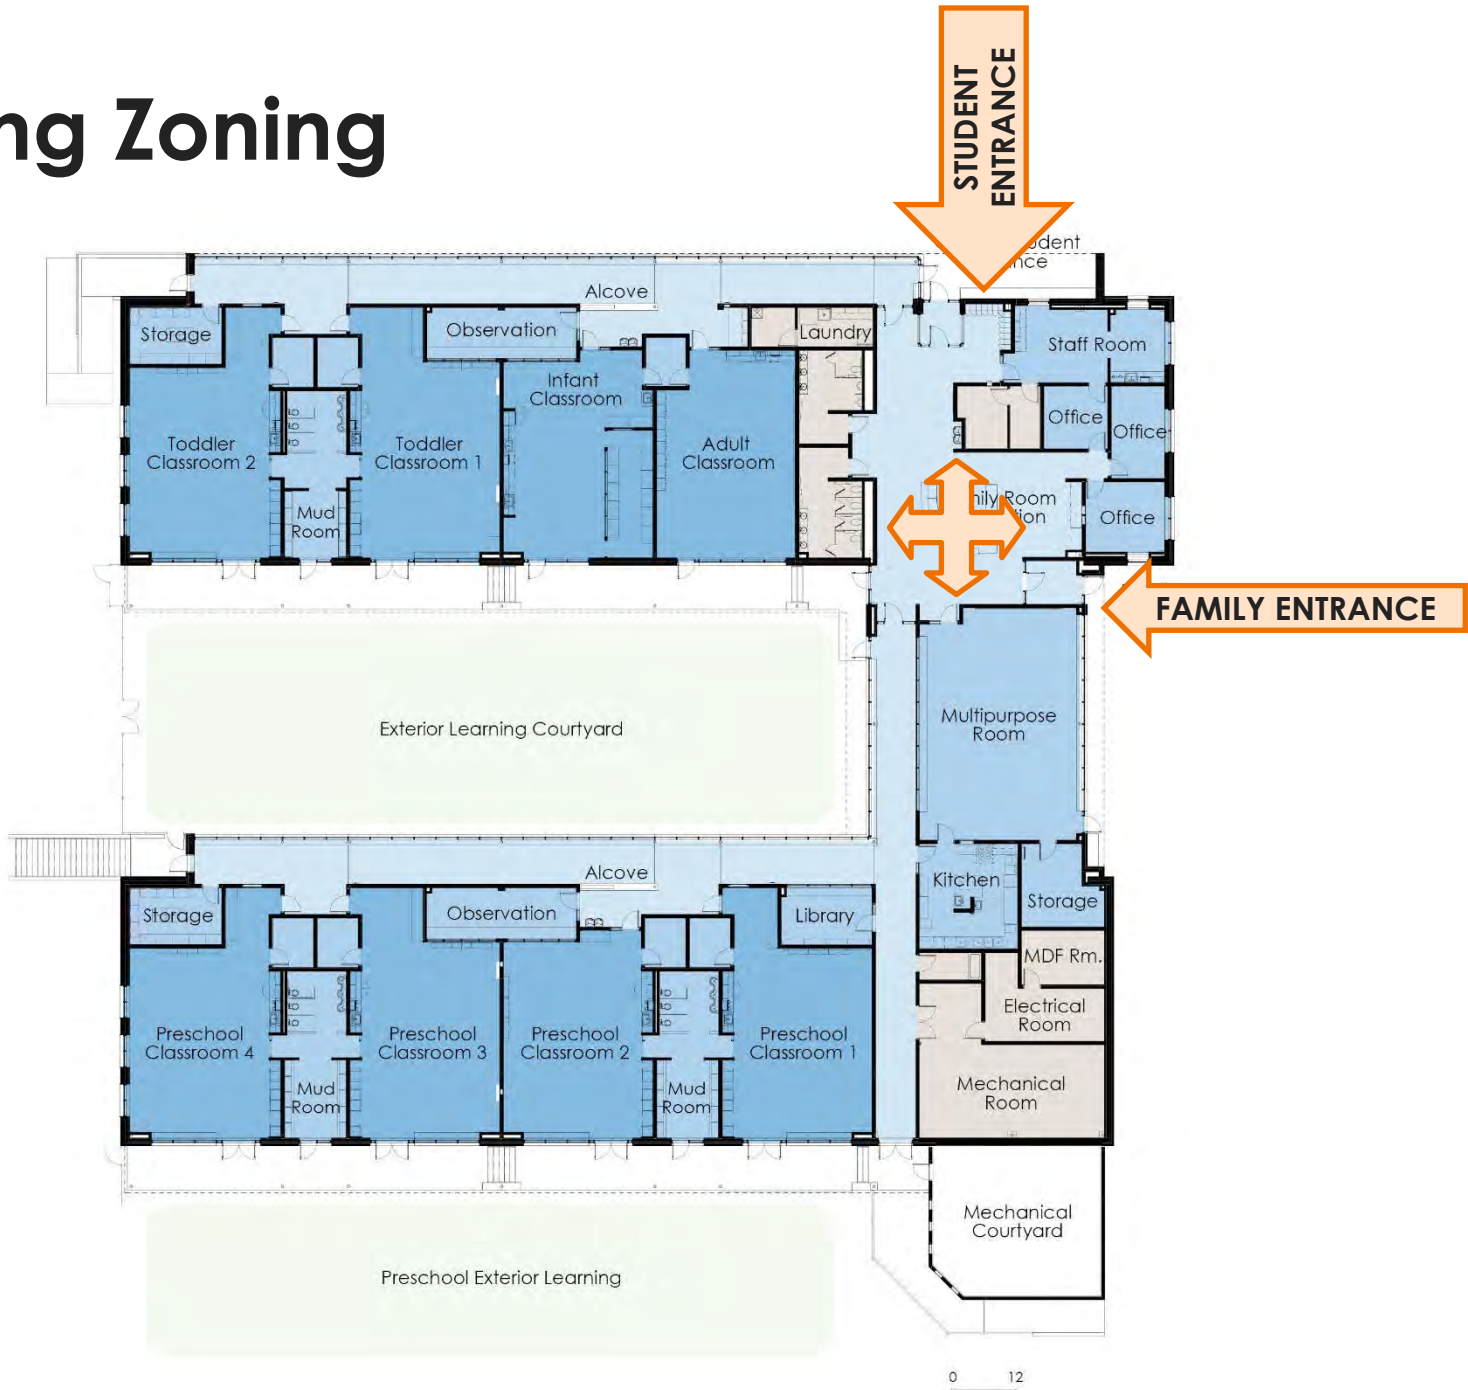 ng Zoning
STUDENT
ENTRANCE
Alcove
Storage
Observation
Laundry
Staff Room
Infant
Classroom
Office
Office
Toddler
Classroom 2
Toddler
Classroom 1
Adult
Classroom
Mud
Room
Room
Office
FAMILY ENTRANCE
Exterior Learning Courtyard
Multipurpose
Room
Alcove
Kitchen
Storage
Storage
Observation
Library
MDF Rm.
Electrical
Room
Preschool
Classroom 4
Preschool
Classroom 3
Preschool
Classroom 2
Preschool
Classroom 1
Mud
Room
Mud
Room
Mechanical
Room
Mechanical
Courtyard
Preschool Exterior Learning
0 12